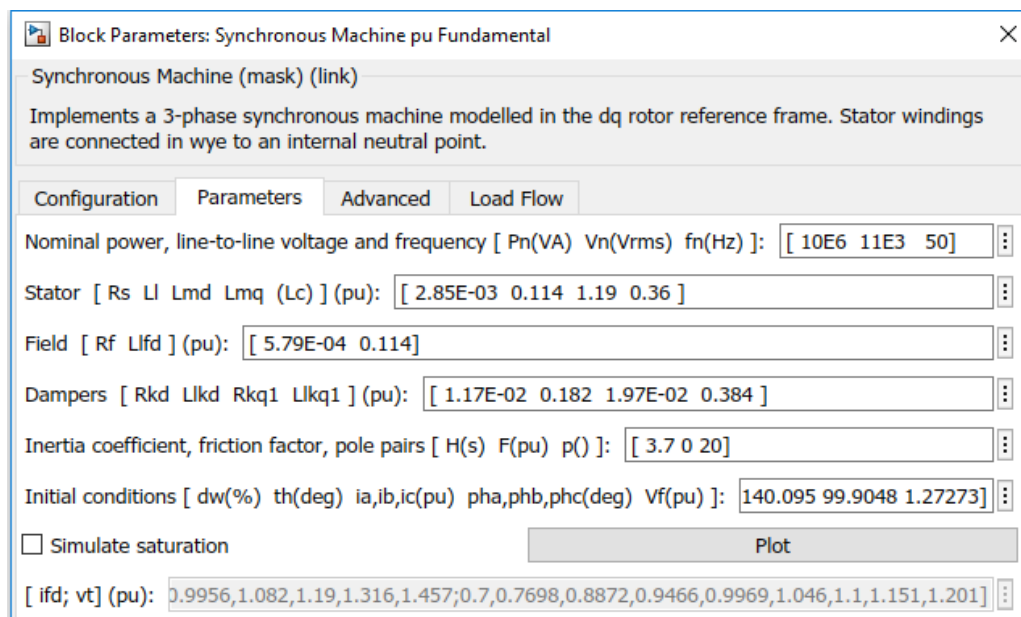 Block Parameters: Synchronous Machine pu Fundamental
Synchronous Machine (mask) (link)
Implements a 3-phase synchronous machine modelled in the dq rotor reference frame. Stator windings
are connected in wye to an internal neutral point.
Configuration Parameters Advanced Load Flow
Nominal power, line-to-line voltage and frequency [ Pn(VA) Vn(Vrms) fn(Hz) ]: [ 10E6 11E3 50]
Stator [ Rs Ll Lmd Lmq (Lc) ] (pu): [ 2.85E-03 0.114 1.19 0.36 ]
Field [ Rf Llfd ] (pu): [ 5.79E-04 0.114]
Dampers [ Rkd Llkd Rkq1 Llkq1 ] (pu): [ 1.17E-02 0.182 1.97E-02 0.384 ]
Inertia coefficient, friction factor, pole pairs [ H(s) F(pu) p() ]: [ 3.7 0 20]
Initial conditions [ dw(%) th(deg) ia,ib,ic(pu) pha,phb,phc(deg) Vf(pu) ]: 140.095 99.9048 1.27273]
Simulate saturation Plot
[ ifd; vt] (pu): 0.9956,1.082,1.19,1.316,1.457;0.7,0.7698,0.8872,0.9466,0.9969,1.046,1.1,1.151,1.201]